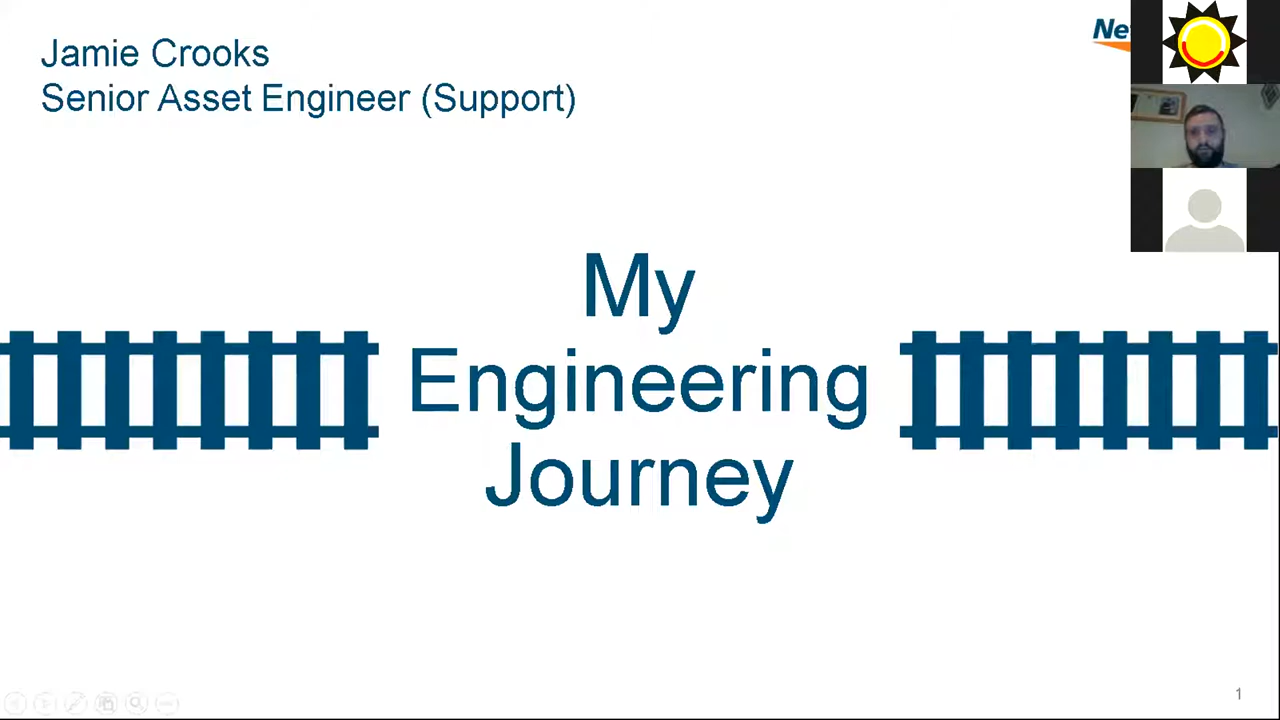 Jamie Crooks
Senior Asset Engineer (Support)
My
Engineering
Journey
1